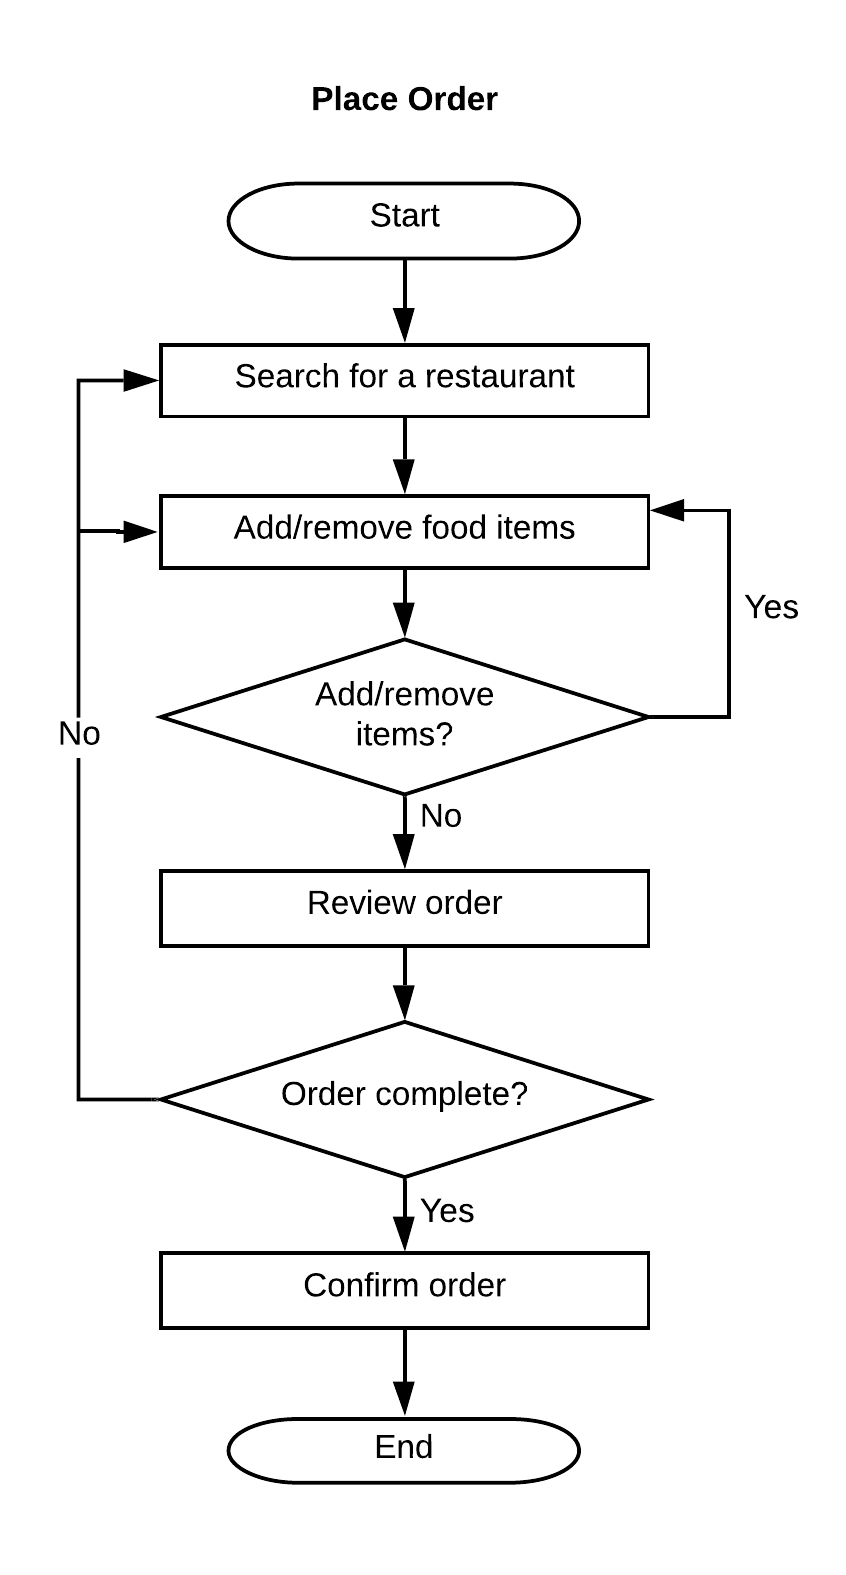 Place Order
Start
Search for a restaurant
Add/remove food items
Yes
Add/remove
items?
No
No
Review order
Order complete?
Yes
Confirm order
End